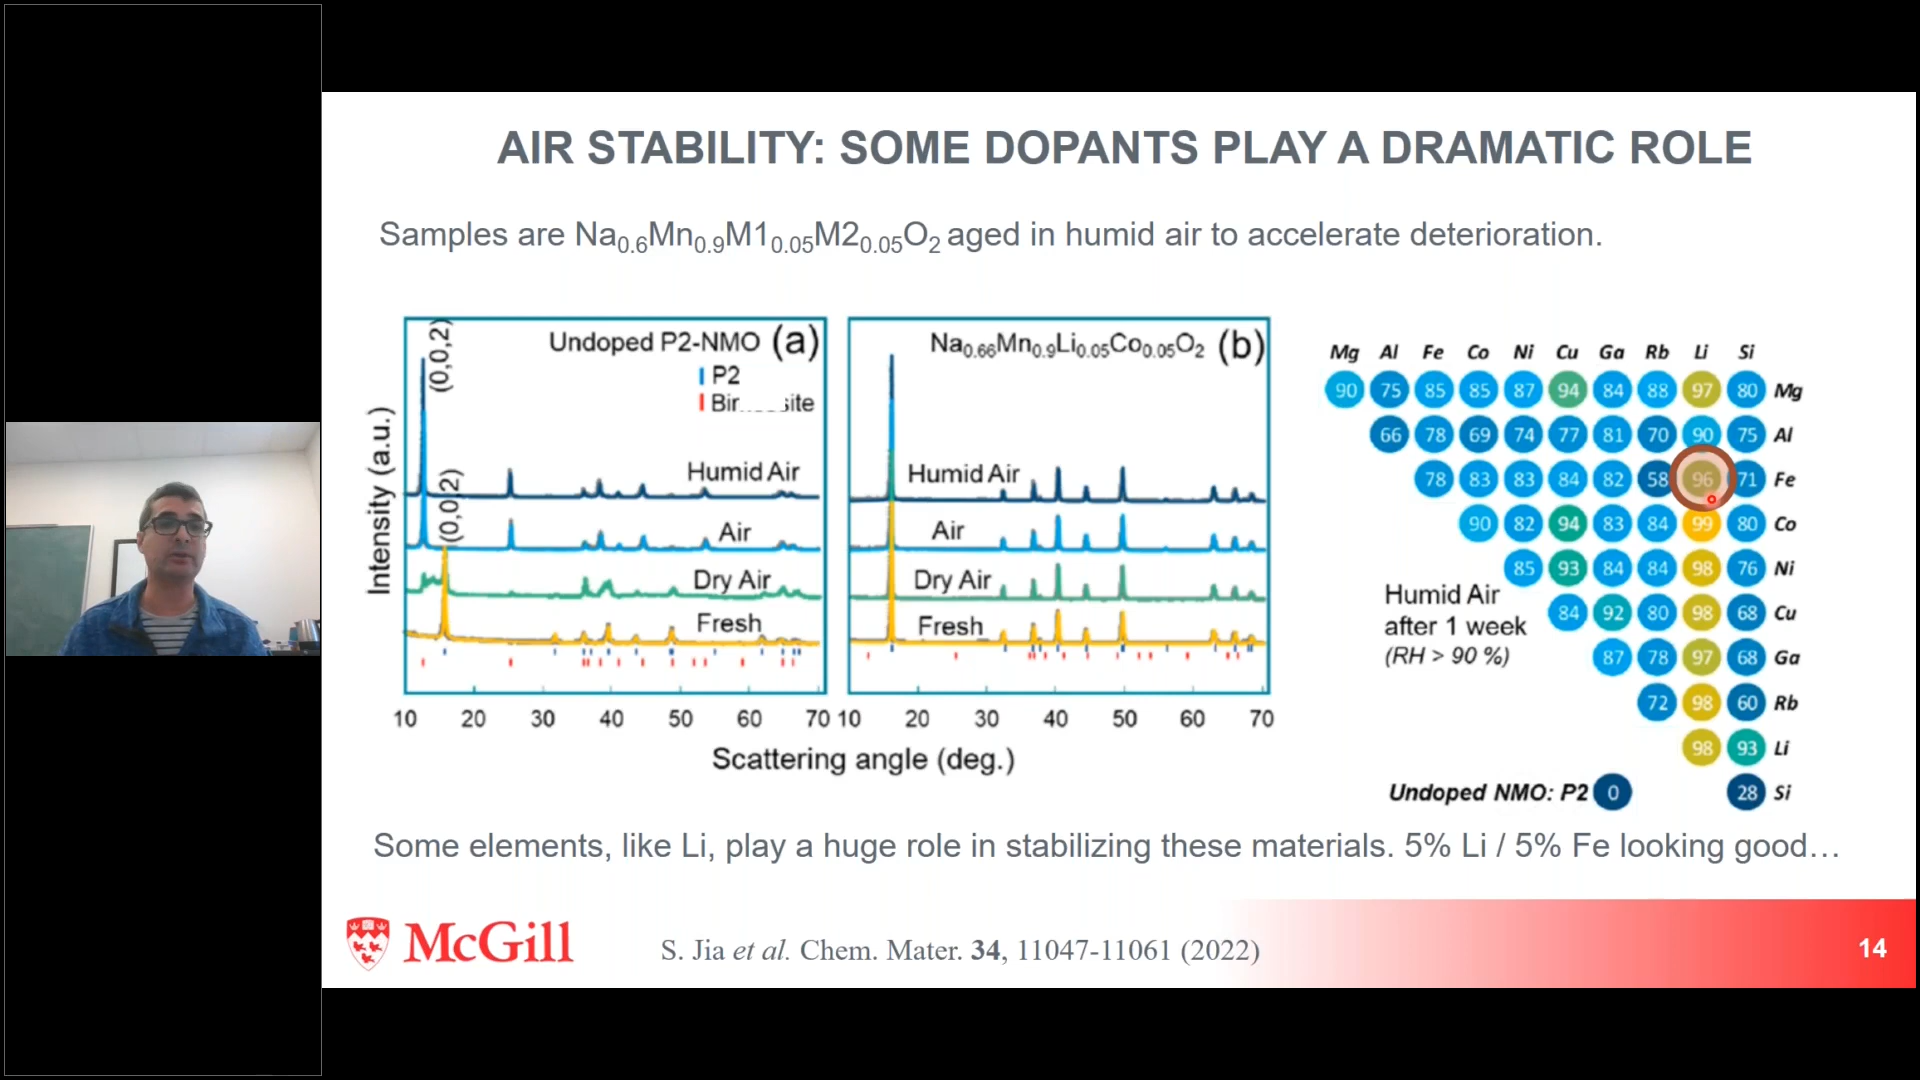 AIR STABILITY: SOME DOPANTS PLAY A DRAMATIC ROLE
Samples are Na0.6Mn0.9M10.05M20.05O2 aged in humid air to accelerate deterioration.
Intensity (a.u.)
(0,0,2)
(0,0,2)
Undoped P2-NMO (a)
P2
Humid Air
Air
Dry Air
Fresh
10 20 30 40 50 60 70
Na0.66Mn0.9Li0.05Co0.05O2 (b)
Humid Air
Air
Dry Air
Fresh
10 20 30 40 50 60 70
Scattering angle (deg.)
Mg Al Fe Co Ni Cu Ga Rb Li Si
90 75 85 85 87 94 84 88 97 80 Mg
66 78 69 74 77 81 70 90 75 Al
78 83 83 84 82 58 96 71 Fe
90 82 94 83 84 99 80 Co
85 93 84 84 98 76 Ni
84 92 80 98 68 Cu
87 78 97 68 Ga
72 98 60 Rb
98 93 Li
Humid Air
after 1 week
(RH > 90 %)
Undoped NMO: P2 0 28 Si
Some elements, like Li, play a huge role in stabilizing these materials. 5% Li / 5% Fe looking good…
McGill
S. Jia et al. Chem. Mater. 34, 11047-11061 (2022)
14